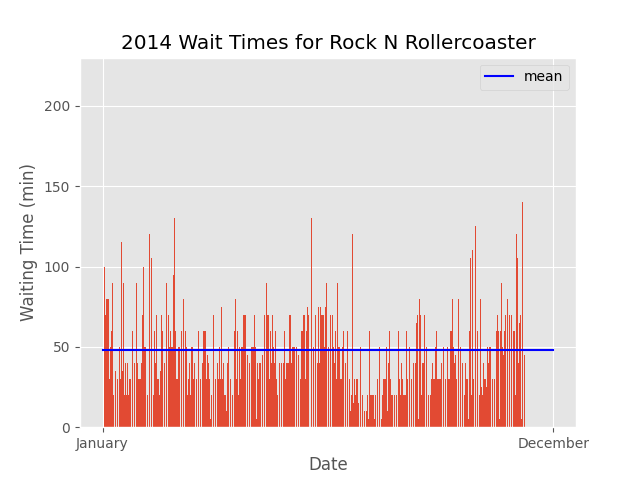 2014 Wait Times for Rock N Rollercoaster
mean
200
150
100
50
0
Waiting Time (min)
January
December
Date